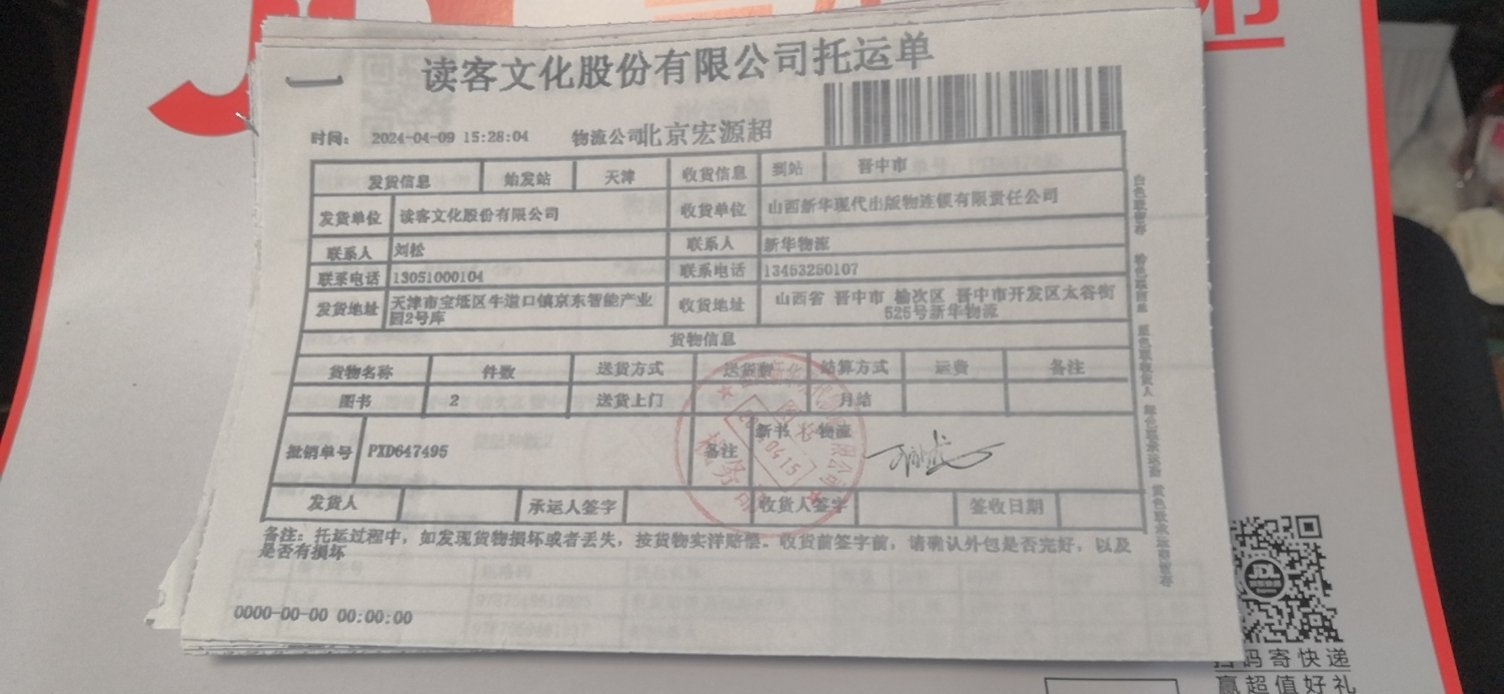 读客文化股份有限公司托运单
时间： 2024-04-09 15:28:04 物流公司北京宏源超
发货信息 始发站 天津 收货信息 到站 晋中市
发货单位 读客文化股份有限公司 收货单位 山西新华现代出版物连锁有限责任公司
联系人 刘松 联系人 新华物流
联系电话 13051000104 联系电话 13453250107
发货地址 天津市宝坻区牛道口镇京东智能产业园2号库 收货地址 山西省 晋中市 榆次区 晋中市开发区太谷街525号新华物流
货物信息
货物名称 件数 送货方式 送货 结算方式 运费 备注
图书 2 送货上门 月结
批销单号 PXD647495 备注 新书 物流
发货人 承运人签字 收货人签字 签收日期
备注：托运过程中，如发现货物损坏或者丢失，按货物实洋赔偿。收货前签字前，请确认外包是否完好，以及
是否有损坏
0000-00-00 00:00:00
扫码寄快递
赢超值好礼